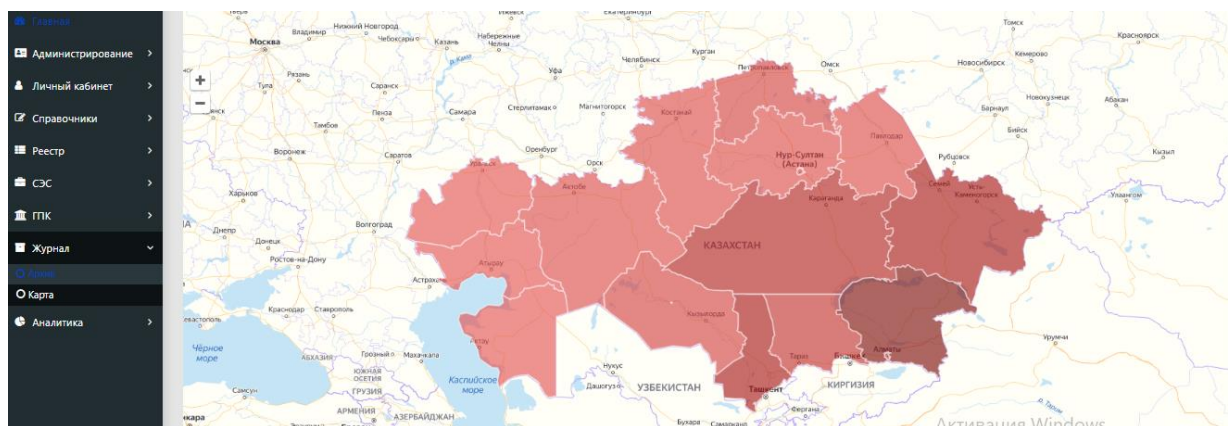 Главная
Администрирование
Личный кабинет
Справочники
Реестр
СЭС
ГПК
Журнал
Архив
Карта
Аналитика
+
−
Москва
Владимир
Нижний Новгород
Чебоксары
Казань
Набережные
Челны
р. Кама
Екатеринбург
Ижевск
Тверь
Томск
Красноярск
Кемерово
Новосибирск
Курган
Челябинск
Петропавловск
Омск
Уфа
Рязань
Тула
Саранск
Пенза
Самара
Стерлитамак
Магнитогорск
Костанай
Новокузнецк
Абакан
Барнаул
Бийск
Тамбов
Павлодар
Кызыл
Воронеж
Саратов
Оренбург
Орск
Уральск
Нур-Султан
(Астана)
Рубцовск
Актобе
Семей
Усть-
Каменогорск
Улаангом
Харьков
Караганда
Днепр
Донецк
Волгоград
КАЗАХСТАН
Ростов-на-Дону
Атырау
Астрахань
Краснодар
Ставрополь
Севастополь
Кызылорда
Чёрное
море
АБХАЗИЯ
Грозный
Махачкала
Актау
Тараз
Бишкек
Алматы
Урумчи
ЮЖНАЯ
ОСЕТИЯ
ГРУЗИЯ
Каспийское
море
Нукус
Дашогуз
УЗБЕКИСТАН
Ташкент
КИРГИЗИЯ
Самсун
АРМЕНИЯ
АЗЕРБАЙДЖАН
Фергана
р. Тарим
Бухара
Самарканд
Активация Windows